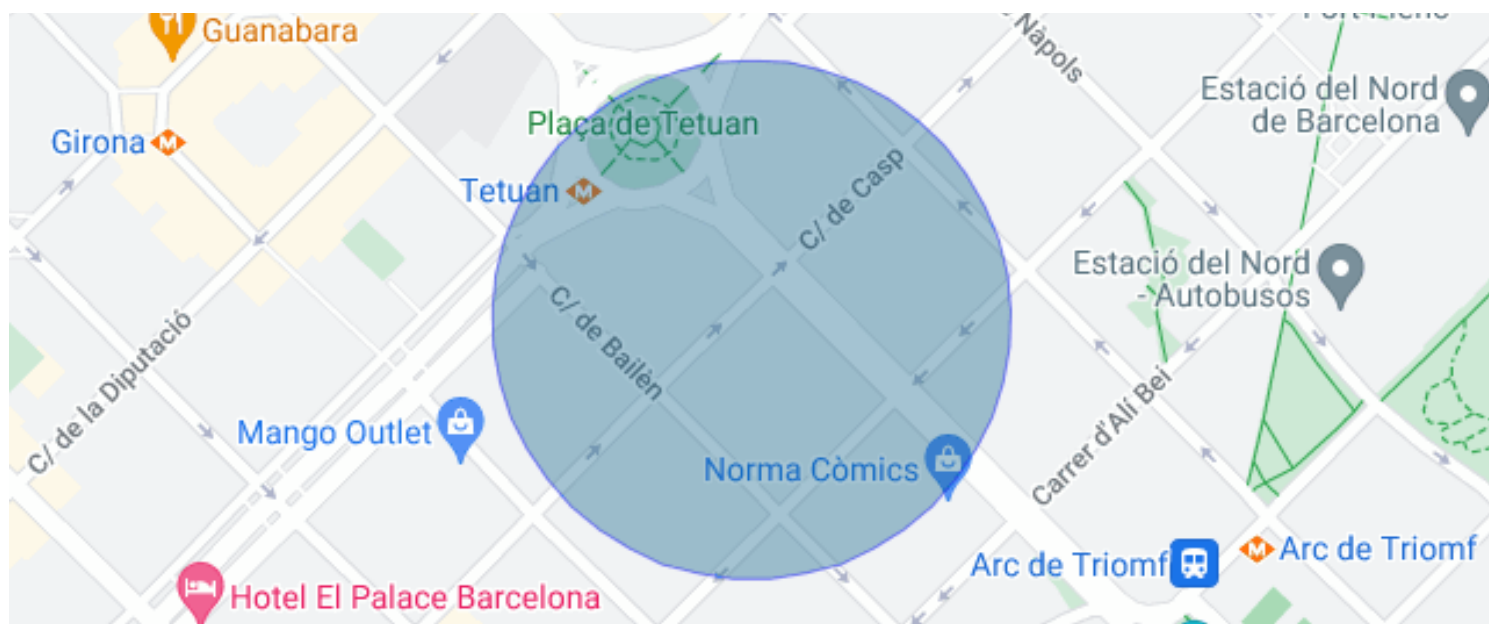 Guanabara
Nàpols
Estació del Nord
de Barcelona
Girona
Plaça de Tetuan
Tetuan
C/ de Casp
Estació del Nord
- Autobusos
C/ de Bailèn
C/ de la Diputació
Mango Outlet
Norma Còmics
Carrer d'Alí Bei
Arc de Triomf
Arc de Triomf
Hotel El Palace Barcelona